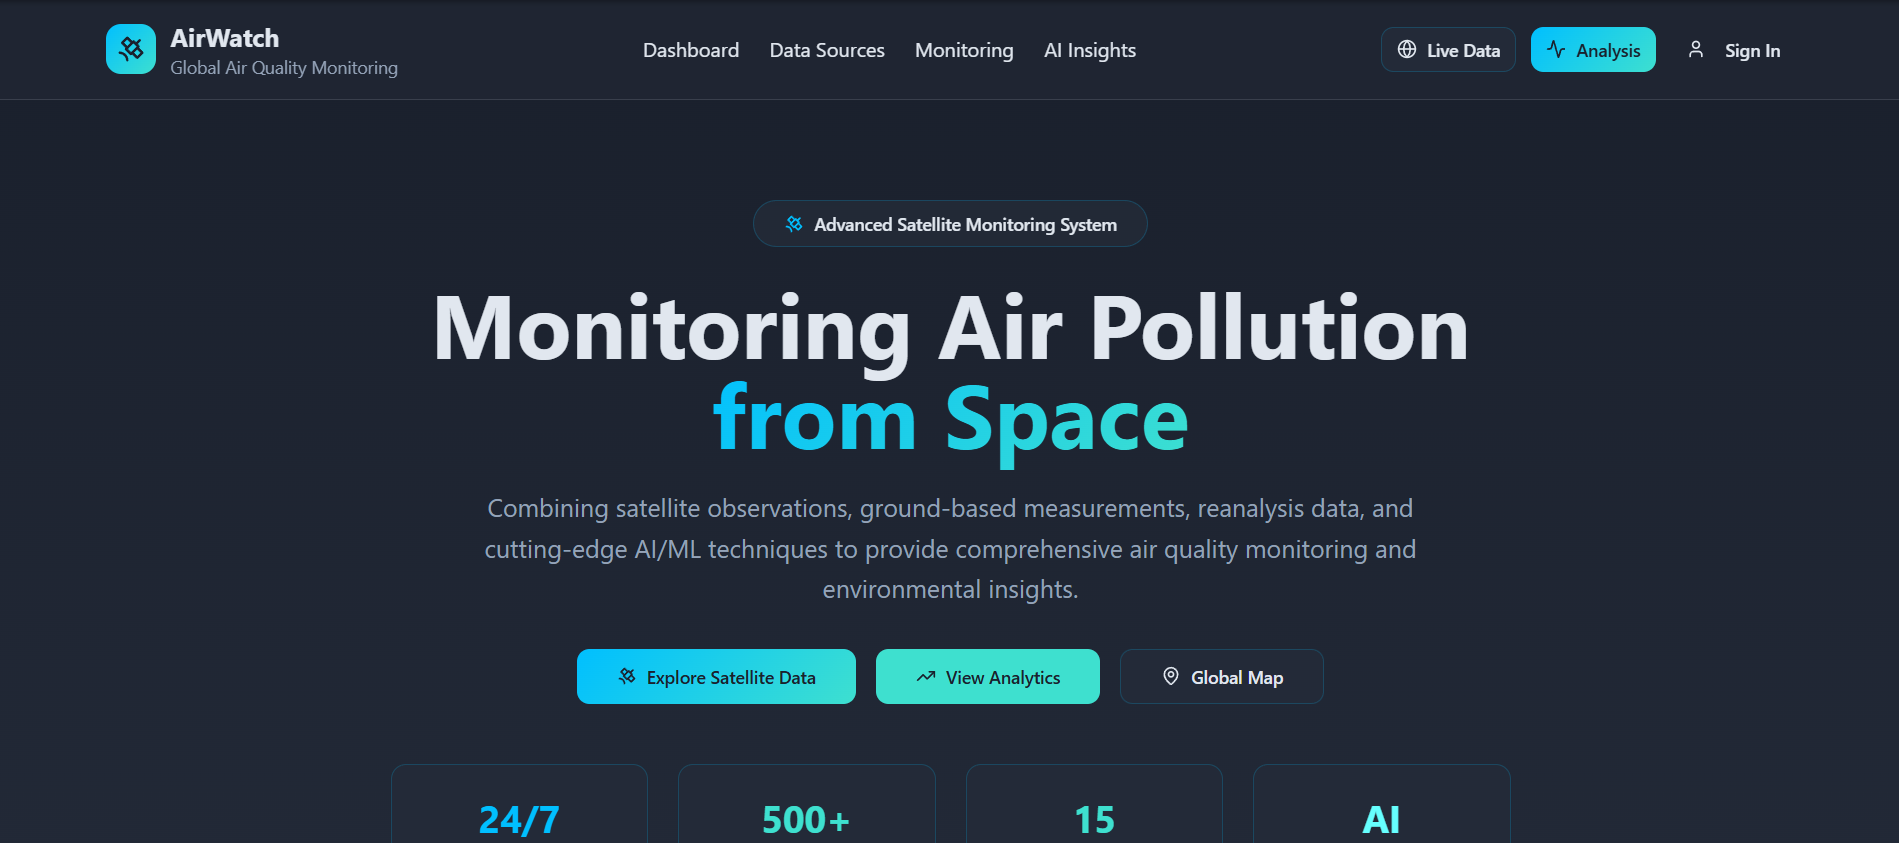 AirWatch
Global Air Quality Monitoring
Dashboard
Data Sources
Monitoring
AI Insights
Live Data
Analysis
Sign In
Advanced Satellite Monitoring System
Monitoring Air Pollution
from Space
Combining satellite observations, ground-based measurements, reanalysis data, and
cutting-edge AI/ML techniques to provide comprehensive air quality monitoring and
environmental insights.
Explore Satellite Data
View Analytics
Global Map
24/7
500+
15
AI